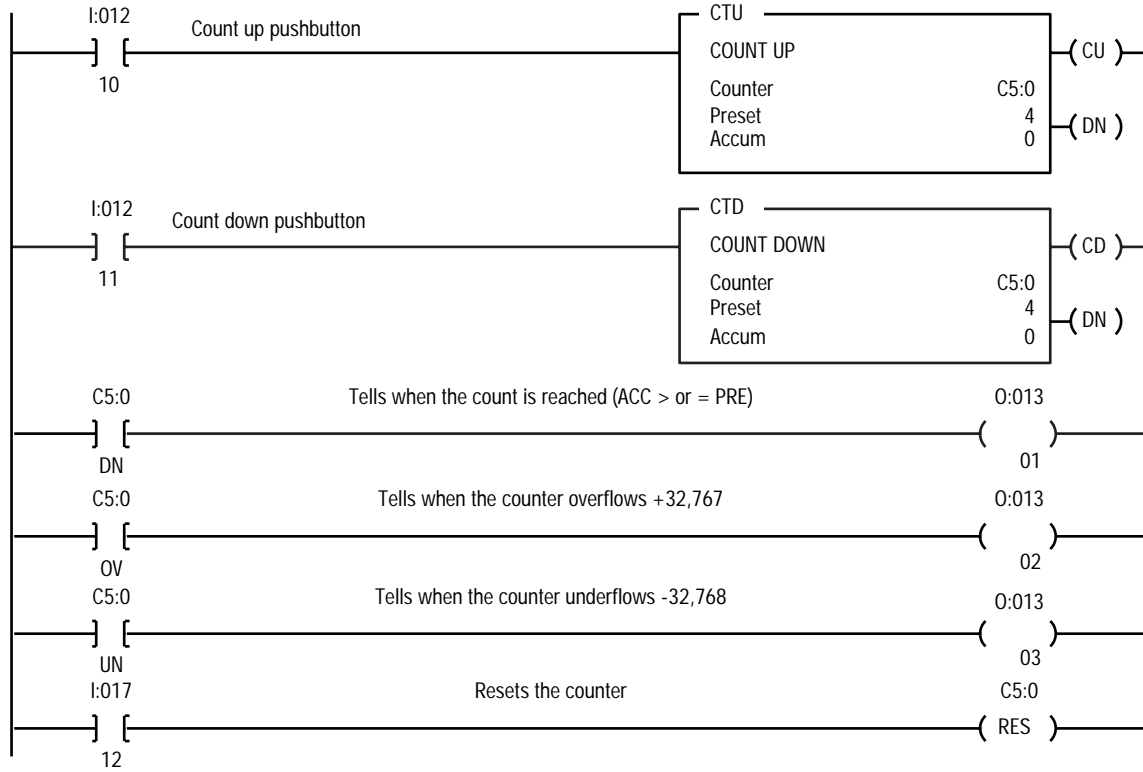 I:012
Count up pushbutton
10
CTU
COUNT UP
Counter C5:0
Preset 4
Accum 0
CU
DN
I:012
Count down pushbutton
11
CTD
COUNT DOWN
Counter C5:0
Preset 4
Accum 0
CD
DN
C5:0
Tells when the count is reached (ACC > or = PRE)
O:013
DN
01
C5:0
Tells when the counter overflows +32,767
O:013
OV
02
C5:0
Tells when the counter underflows -32,768
O:013
UN
03
I:017
Resets the counter
C5:0
RES
12